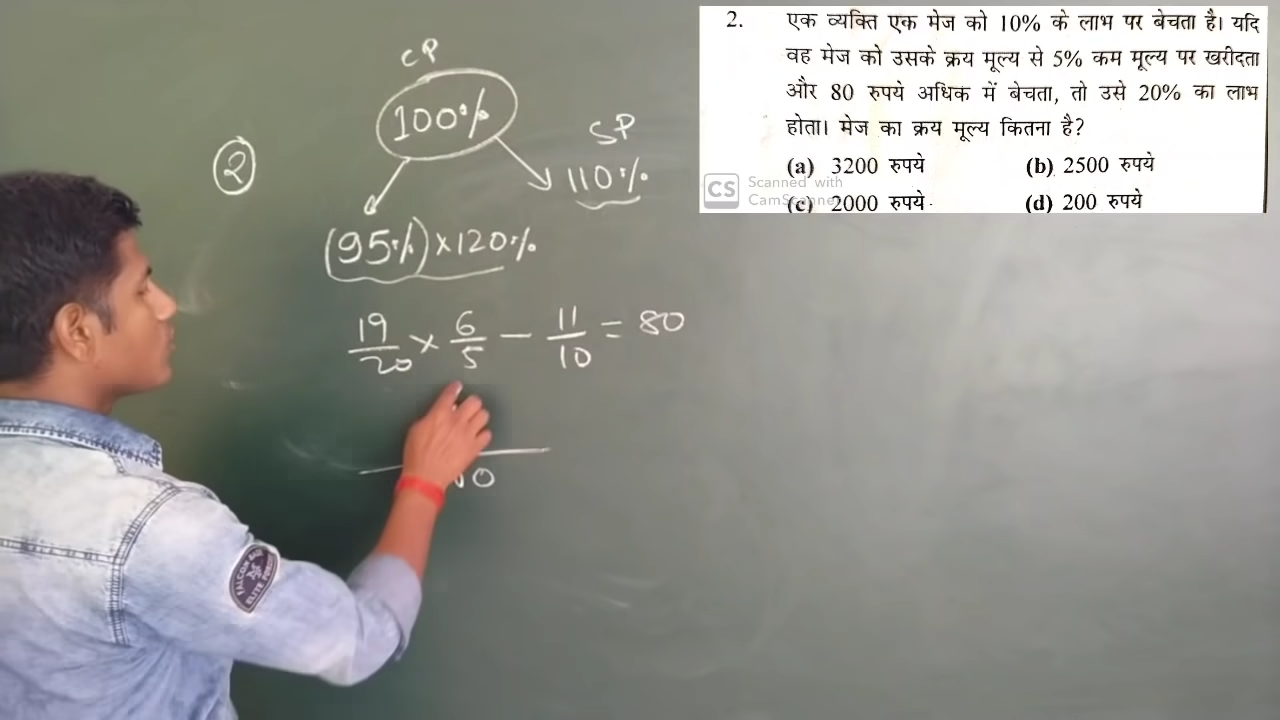 2. एक व्यक्ति एक मेज को 10% के लाभ पर बेचता है। यदि
वह मेज को उसके क्रय मूल्य से 5% कम मूल्य पर खरीदता
और 80 रुपये अधिक में बेचता, तो उसे 20% का लाभ
होता। मेज का क्रय मूल्य कितना है?
(a) 3200 रुपये (b) 2500 रुपये
CS Scanned with
CamScanner
(c) 2000 रुपये (d) 200 रुपये
CP
100%
SP
2
110%
(95%) × 120%
19/20 × 6/5 − 11/10 = 80